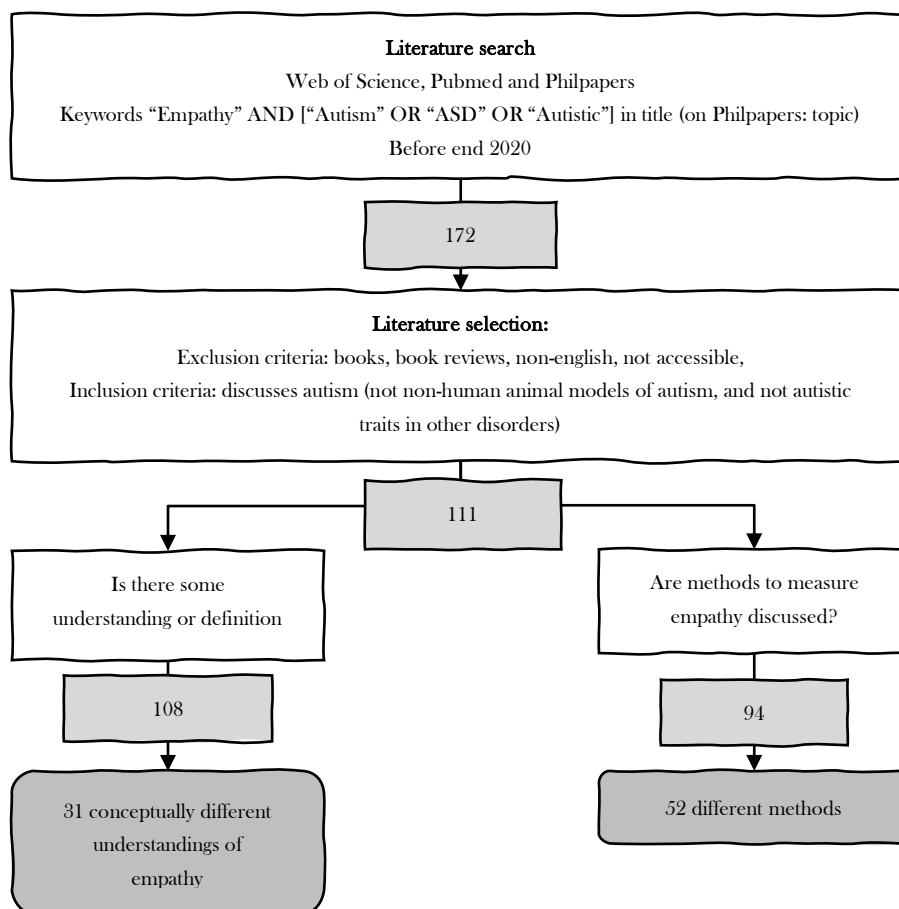 Literature search
Web of Science, Pubmed and Philpapers
Keywords “Empathy” AND [“Autism” OR “ASD” OR “Autistic”] in title (on Philpapers: topic)
Before end 2020
172
Literature selection:
Exclusion criteria: books, book reviews, non-english, not accessible,
Inclusion criteria: discusses autism (not non-human animal models of autism, and not autistic
traits in other disorders)
111
Is there some
understanding or definition
Are methods to measure
empathy discussed?
108
94
31 conceptually different
understandings of
empathy
52 different methods